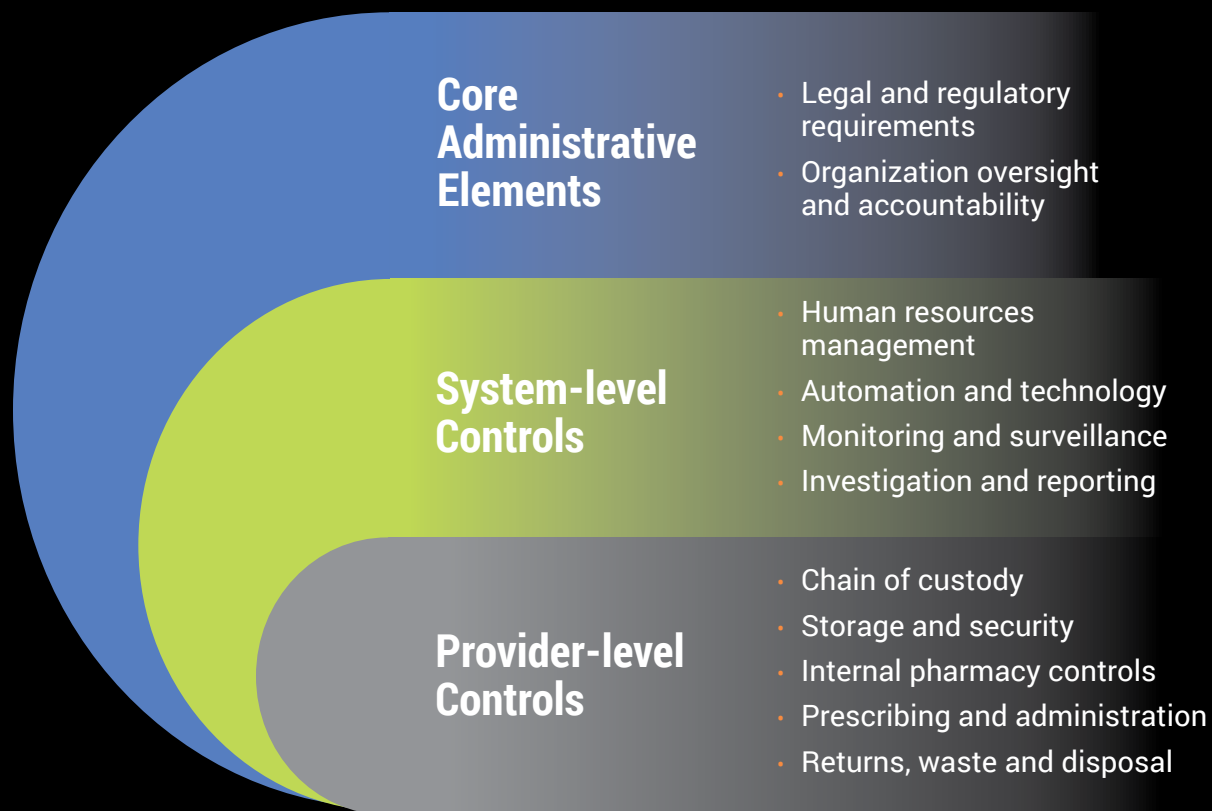 Core
Administrative
Elements
• Legal and regulatory
requirements
• Organization oversight
and accountability
System-level
Controls
• Human resources
management
• Automation and technology
• Monitoring and surveillance
• Investigation and reporting
Provider-level
Controls
• Chain of custody
• Storage and security
• Internal pharmacy controls
• Prescribing and administration
• Returns, waste and disposal